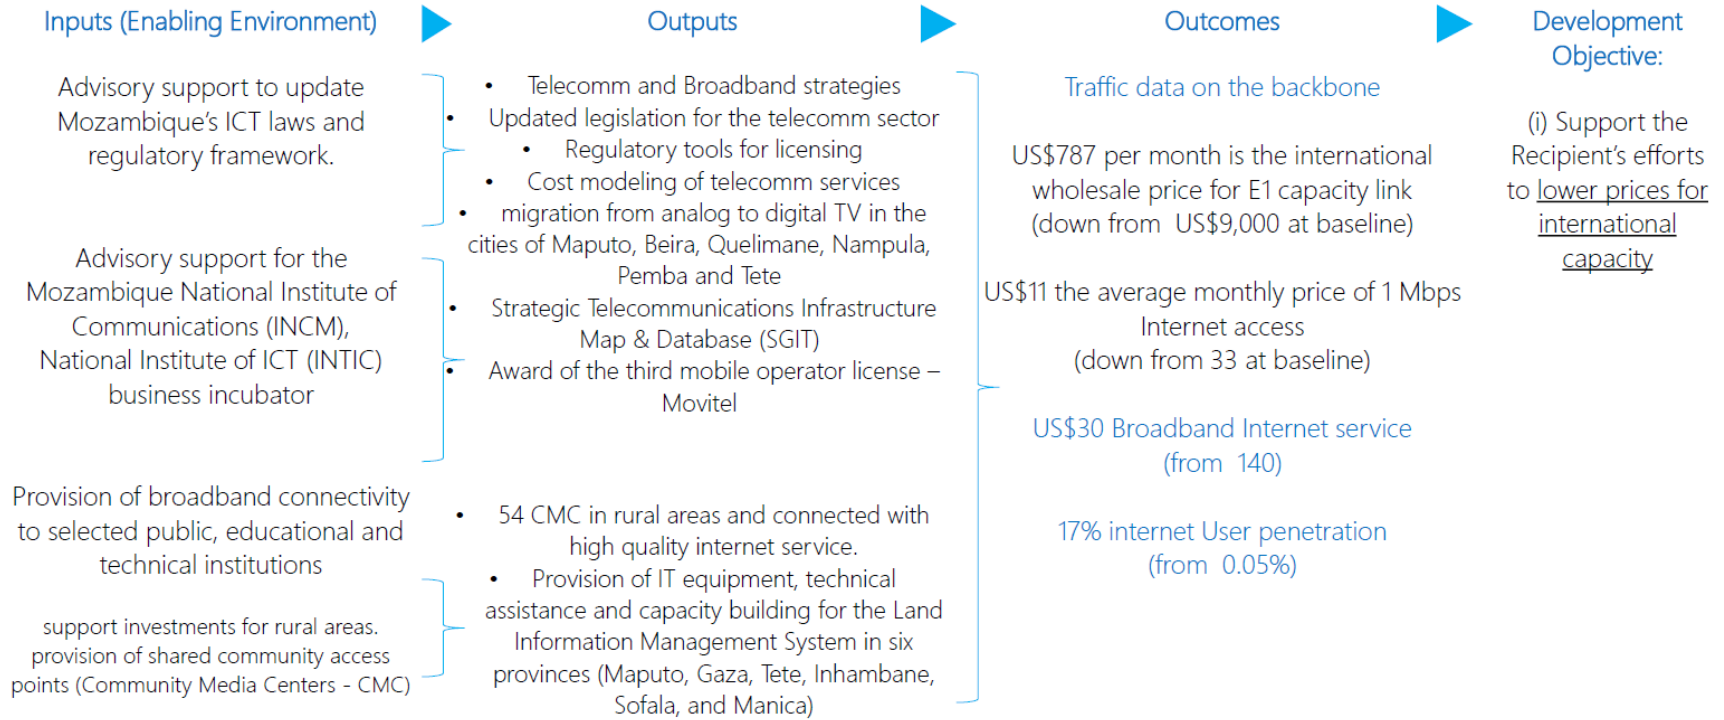 Inputs (Enabling Environment)
Advisory support to update
Mozambique's ICT laws and
regulatory framework.
Advisory support for the
Mozambique National Institute of
Communications (INCM),
National Institute of ICT (INTIC)
business incubator
Provision of broadband connectivity
to selected public, educational and
technical institutions
support investments for rural areas.
provision of shared community access
points (Community Media Centers - CMC)
Outputs
• Telecomm and Broadband strategies
• Updated legislation for the telecomm sector
• Regulatory tools for licensing
• Cost modeling of telecomm services
• migration from analog to digital TV in the
cities of Maputo, Beira, Quelimane, Nampula,
Pemba and Tete
• Strategic Telecommunications Infrastructure
Map & Database (SGIT)
• Award of the third mobile operator license –
Movitel
• 54 CMC in rural areas and connected with
high quality internet service.
• Provision of IT equipment, technical
assistance and capacity building for the Land
Information Management System in six
provinces (Maputo, Gaza, Tete, Inhambane,
Sofala, and Manica)
Outcomes
Traffic data on the backbone
US$787 per month is the international
wholesale price for E1 capacity link
(down from US$9,000 at baseline)
US$11 the average monthly price of 1 Mbps
Internet access
(down from 33 at baseline)
US$30 Broadband Internet service
(from 140)
17% internet User penetration
(from 0.05%)
Development
Objective:
(i) Support the
Recipient's efforts
to lower prices for
international
capacity